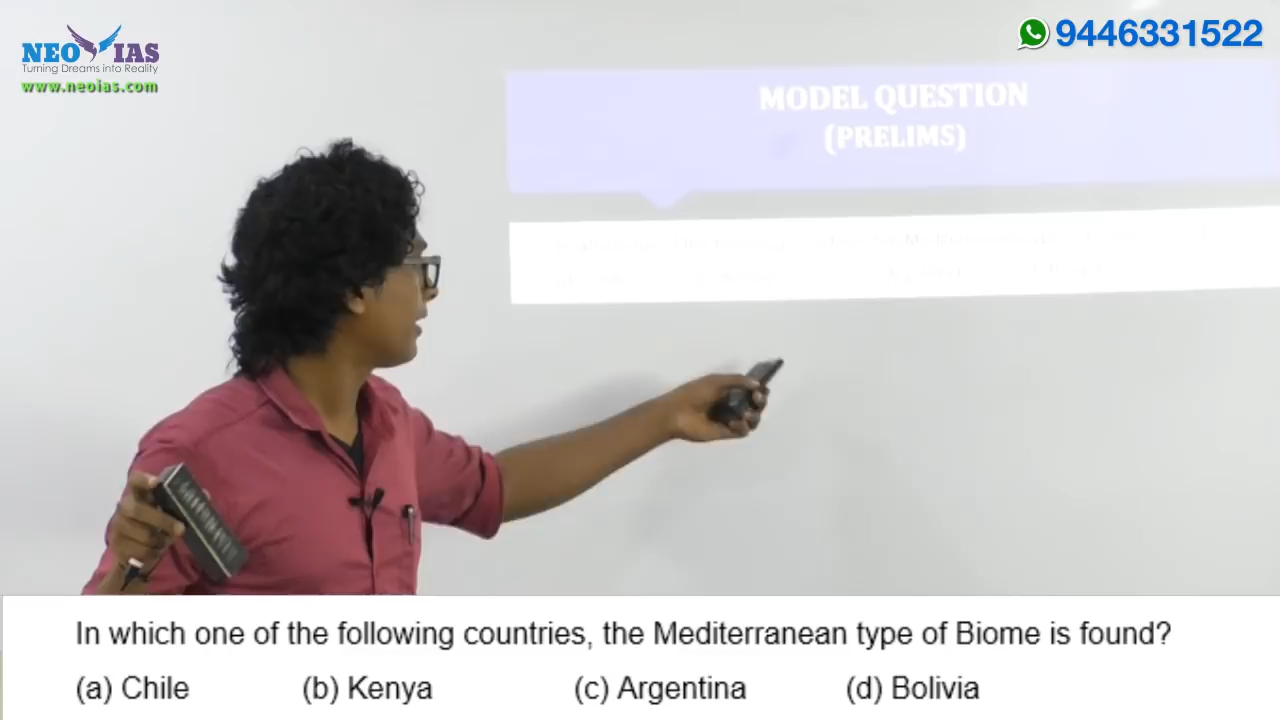 NEO IAS
Turning Dreams into Reality
www.neoias.com
9446331522
MODEL QUESTION
(PRELIMS)
In which one of the following countries, the Mediterranean type of Biome is found?
(a) Chile (b) Kenya (c) Argentina (d) Bolivia